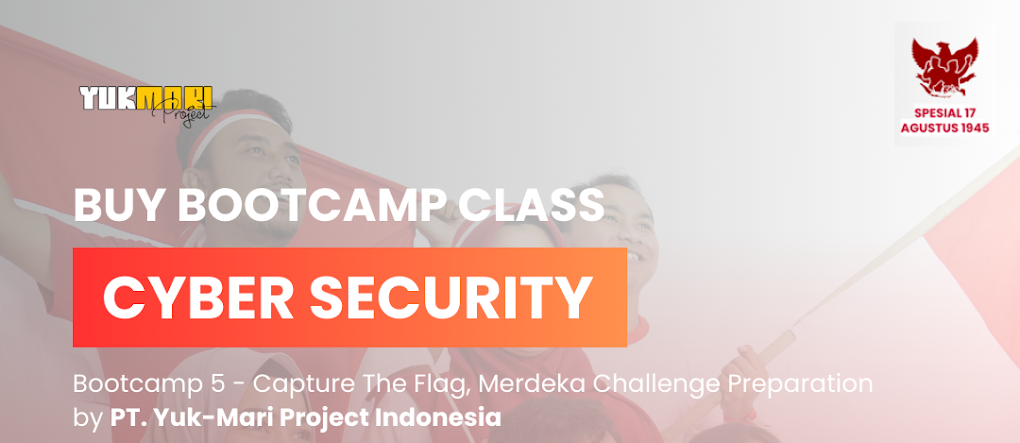 YUKMARI
Project
SPESIAL 17
AGUSTUS 1945
BUY BOOTCAMP CLASS
CYBER SECURITY
Bootcamp 5 - Capture The Flag, Merdeka Challenge Preparation
by PT. Yuk-Mari Project Indonesia